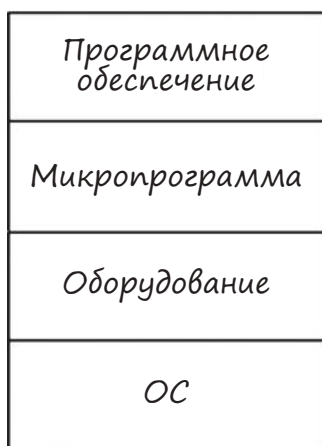 Программное
обеспечение
Микропрограмма
Оборудование
ОС